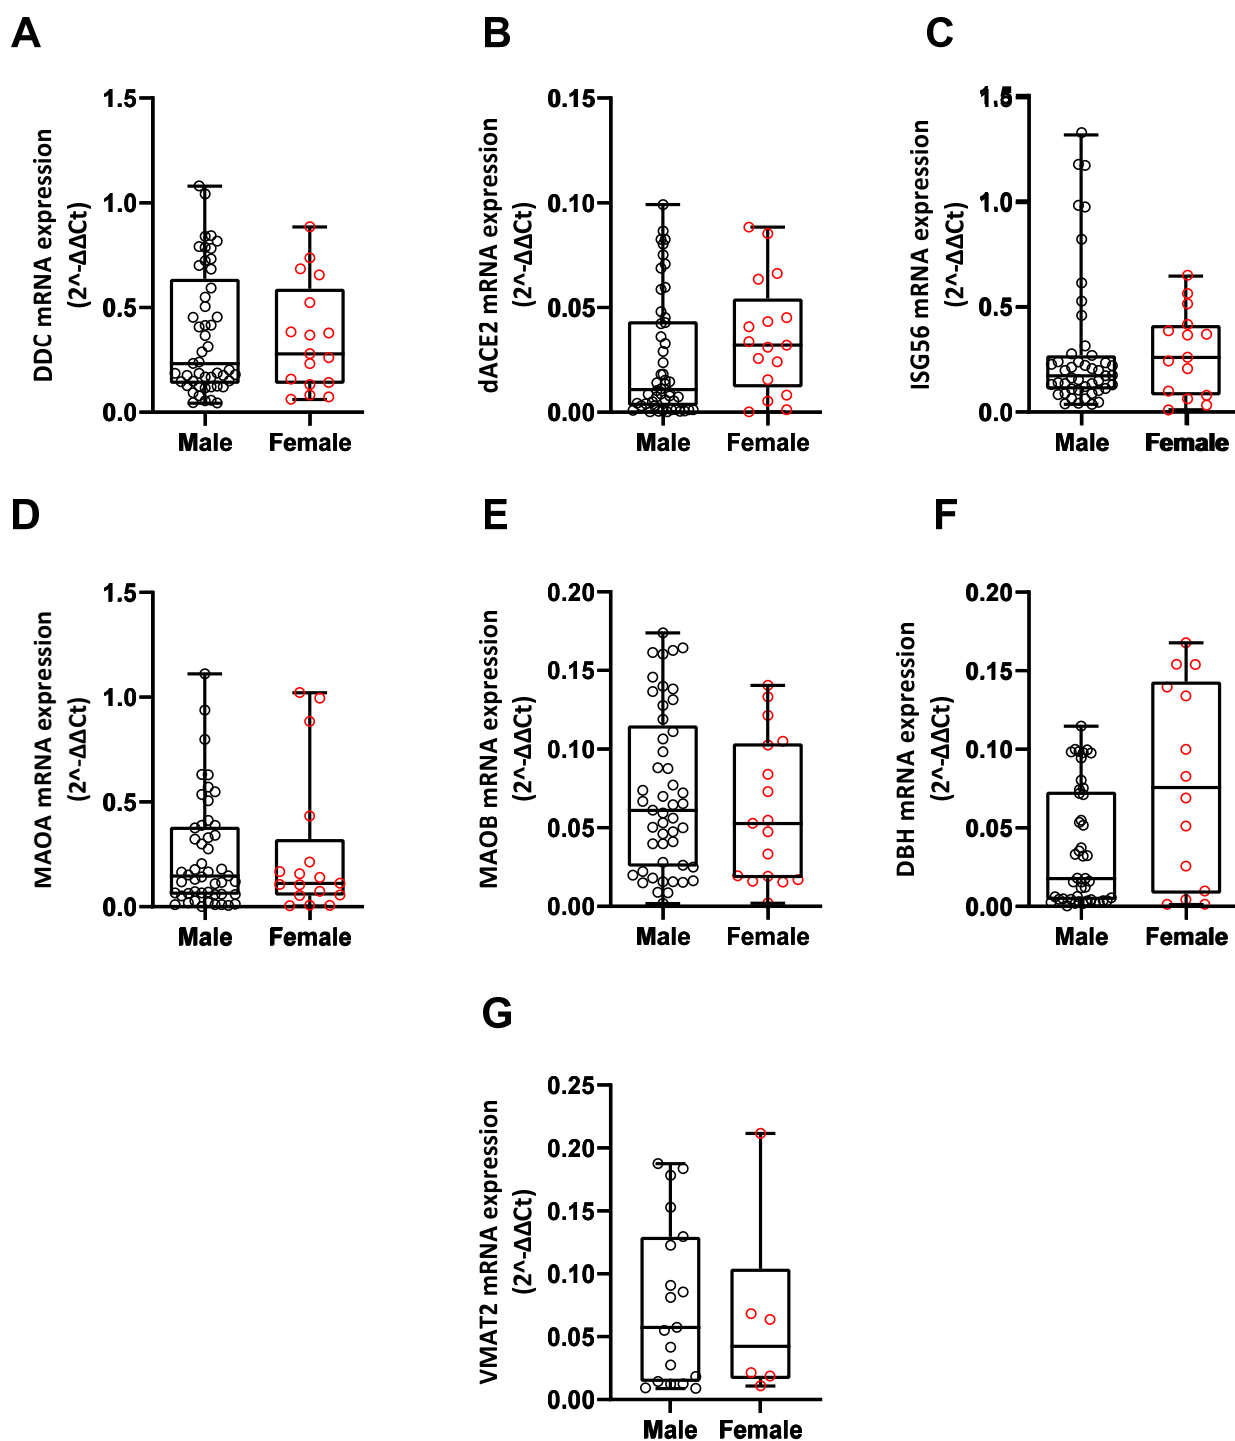 A
DDC mRNA expression
(2^-ΔΔCt)
1.5
1.0
0.5
0.0
Male Female
B
dACE2 mRNA expression
(2^-ΔΔCt)
0.15
0.10
0.05
0.00
Male Female
C
ISG56 mRNA expression
(2^-ΔΔCt)
1.0
0.5
0.0
Male Female
D
MAOA mRNA expression
(2^-ΔΔCt)
1.5
1.0
0.5
0.0
Male Female
E
MAOB mRNA expression
(2^-ΔΔCt)
0.20
0.15
0.10
0.05
0.00
Male Female
F
DBH mRNA expression
(2^-ΔΔCt)
0.20
0.15
0.10
0.05
0.00
Male Female
G
VMAT2 mRNA expression
(2^-ΔΔCt)
0.25
0.20
0.15
0.10
0.05
0.00
Male Female